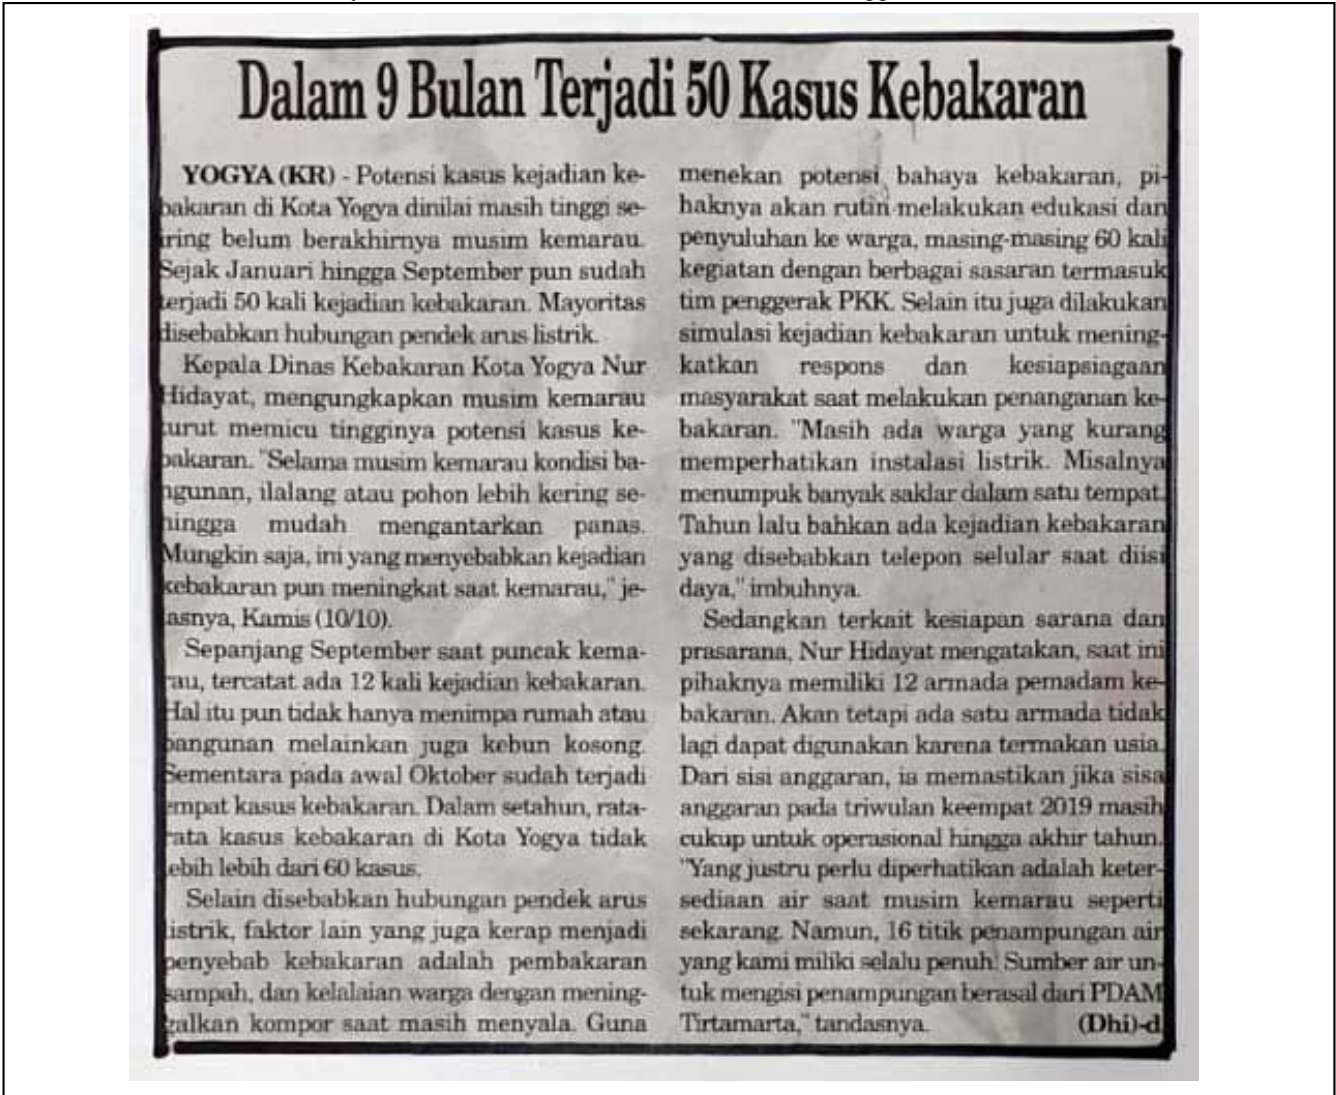 Dalam 9 Bulan Terjadi 50 Kasus Kebakaran
YOGYA (KR) - Potensi kasus kejadian ke-
bakaran di Kota Yogya dinilai masih tinggi se-
iring belum berakhirnya musim kemarau.
Sejak Januari hingga September pun sudah
terjadi 50 kali kejadian kebakaran. Mayoritas
disebabkan hubungan pendek arus listrik.
Kepala Dinas Kebakaran Kota Yogya Nur
Hidayat, mengungkapkan musim kemarau
turut memicu tingginya potensi kasus ke-
bakaran. "Selama musim kemarau kondisi ba-
ngunan, ilalang atau pohon lebih kering se-
hingga mudah mengantarkan panas.
Mungkin saja, ini yang menyebabkan kejadian
kebakaran pun meningkat saat kemarau," je-
lasnya, Kamis (10/10).
Sepanjang September saat puncak kema-
rau, tercatat ada 12 kali kejadian kebakaran.
Hal itu pun tidak hanya menimpa rumah atau
bangunan melainkan juga kebun kosong.
Sementara pada awal Oktober sudah terjadi
empat kasus kebakaran. Dalam setahun, rata-
rata kasus kebakaran di Kota Yogya tidak
lebih lebih dari 60 kasus.
Selain disebabkan hubungan pendek arus
listrik, faktor lain yang juga kerap menjadi
penyebab kebakaran adalah pembakaran
sampah, dan kelalaian warga dengan mening-
galkan kompor saat masih menyala. Guna
menekan potensi bahaya kebakaran, pi-
haknya akan rutin melakukan edukasi dan
penyuluhan ke warga, masing-masing 60 kali
kegiatan dengan berbagai sasaran termasuk
tim penggerak PKK. Selain itu juga dilakukan
simulasi kejadian kebakaran untuk mening-
katkan respons dan kesiapsiagaan
masyarakat saat melakukan penanganan ke-
bakaran. "Masih ada warga yang kurang
memperhatikan instalasi listrik. Misalnya
menumpuk banyak saklar dalam satu tempat.
Tahun lalu bahkan ada kejadian kebakaran
yang disebabkan telepon selular saat diisi
daya," imbuhnya.
Sedangkan terkait kesiapan sarana dan
prasarana, Nur Hidayat mengatakan, saat ini
pihaknya memiliki 12 armada pemadam ke-
bakaran. Akan tetapi ada satu armada tidak
lagi dapat digunakan karena termakan usia.
Dari sisi anggaran, ia memastikan jika sisa
anggaran pada triwulan keempat 2019 masih
cukup untuk operasional hingga akhir tahun.
"Yang justru perlu diperhatikan adalah keter-
sediaan air saat musim kemarau seperti
sekarang. Namun, 16 titik penampungan air
yang kami miliki selalu penuh. Sumber air un-
tuk mengisi penampungan berasal dari PDAM
Tirtamarta," tandasnya. (Dhi)-d